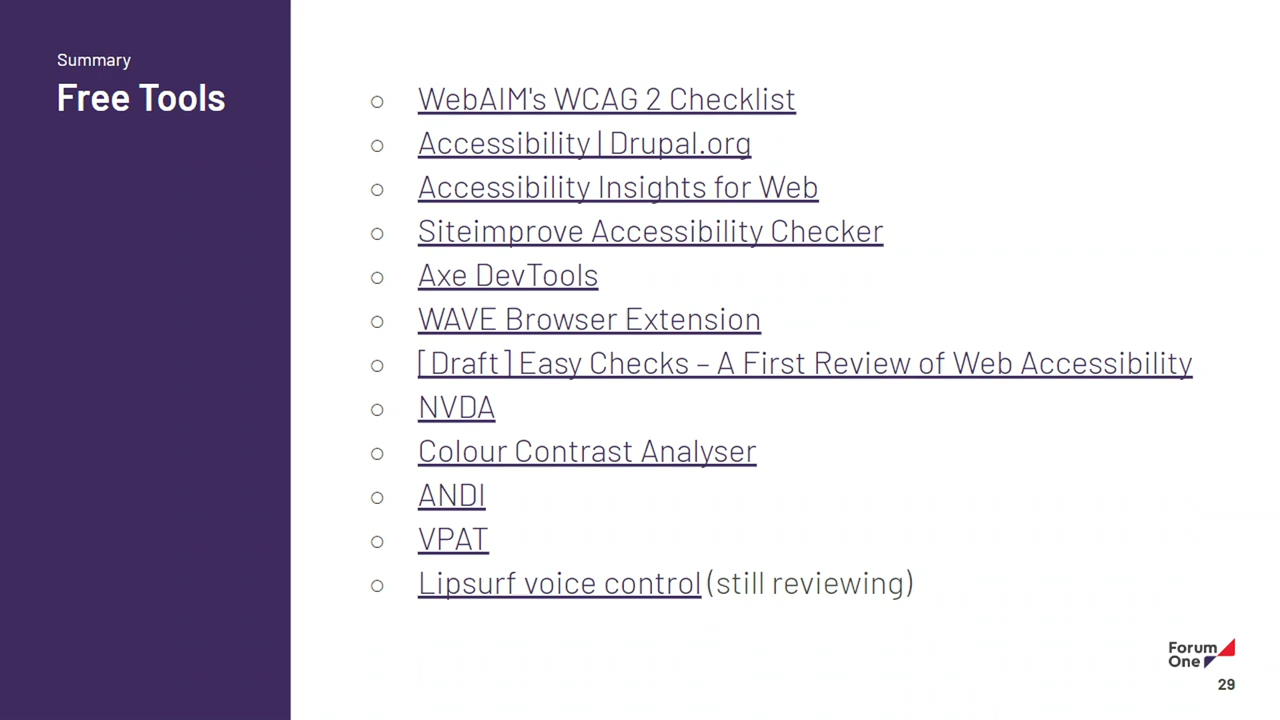 Summary
Free Tools
○ WebAIM's WCAG 2 Checklist
○ Accessibility | Drupal.org
○ Accessibility Insights for Web
○ Siteimprove Accessibility Checker
○ Axe DevTools
○ WAVE Browser Extension
○ [Draft] Easy Checks – A First Review of Web Accessibility
○ NVDA
○ Colour Contrast Analyser
○ ANDI
○ VPAT
○ Lipsurf voice control (still reviewing)
Forum
One
29